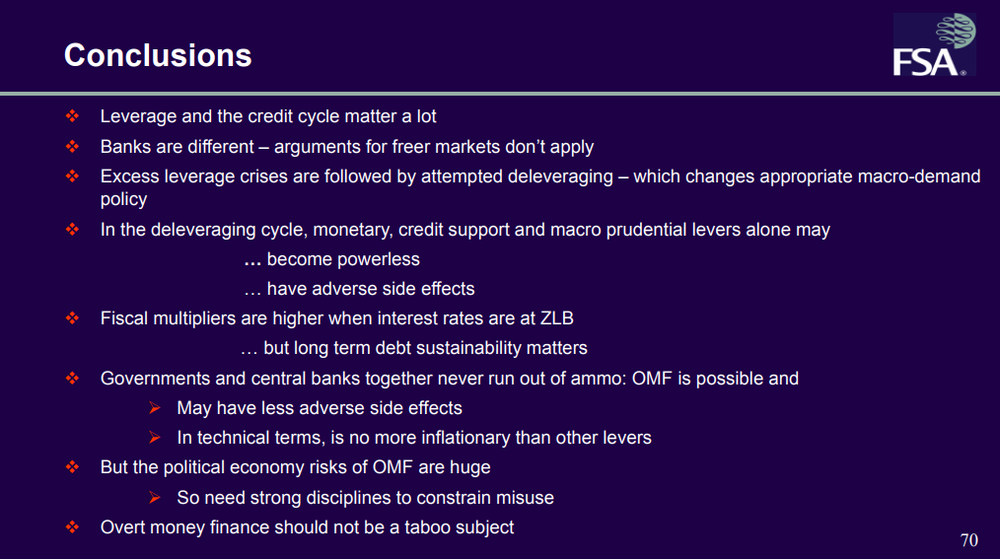 Conclusions
FSA®
Leverage and the credit cycle matter a lot
Banks are different – arguments for freer markets don’t apply
Excess leverage crises are followed by attempted deleveraging – which changes appropriate macro-demand
policy
In the deleveraging cycle, monetary, credit support and macro prudential levers alone may
… become powerless
… have adverse side effects
Fiscal multipliers are higher when interest rates are at ZLB
… but long term debt sustainability matters
Governments and central banks together never run out of ammo: OMF is possible and
May have less adverse side effects
In technical terms, is no more inflationary than other levers
But the political economy risks of OMF are huge
So need strong disciplines to constrain misuse
Overt money finance should not be a taboo subject
70